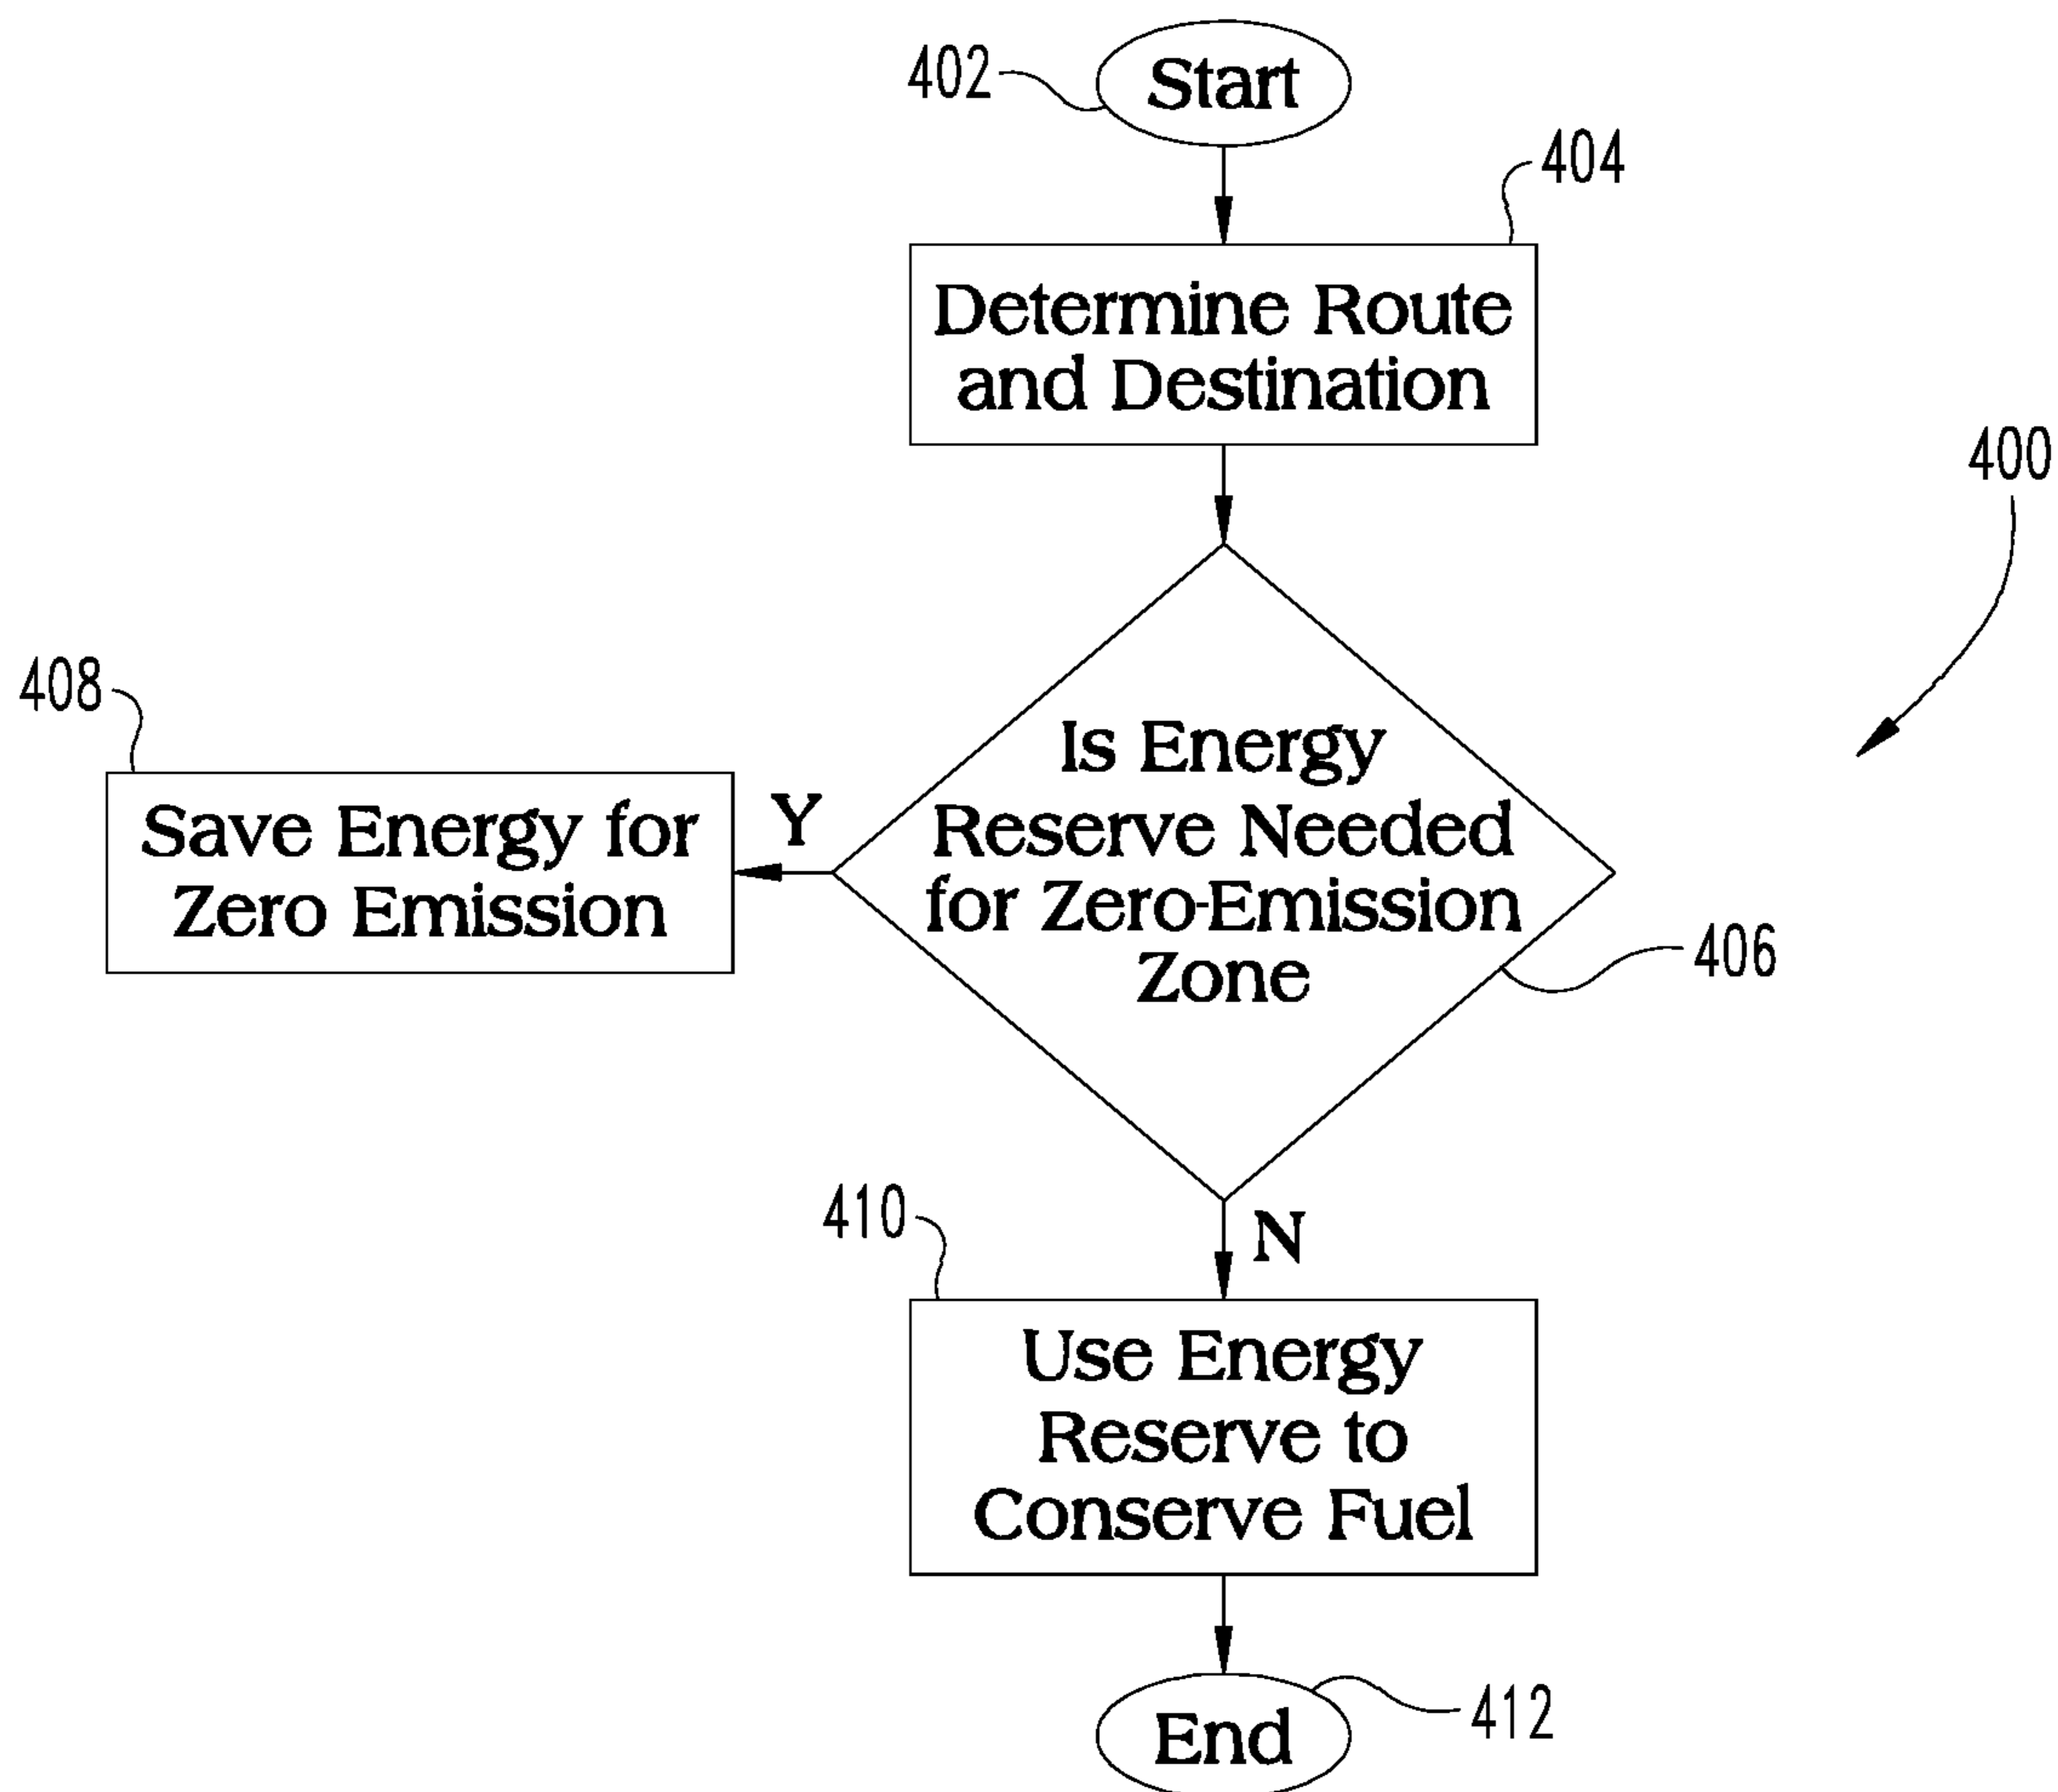 402
Start
404
Determine Route
and Destination
400
408
Save Energy for
Zero Emission
Y
Is Energy
Reserve Needed
for Zero-Emission
Zone
406
410
N
Use Energy
Reserve to
Conserve Fuel
412
End